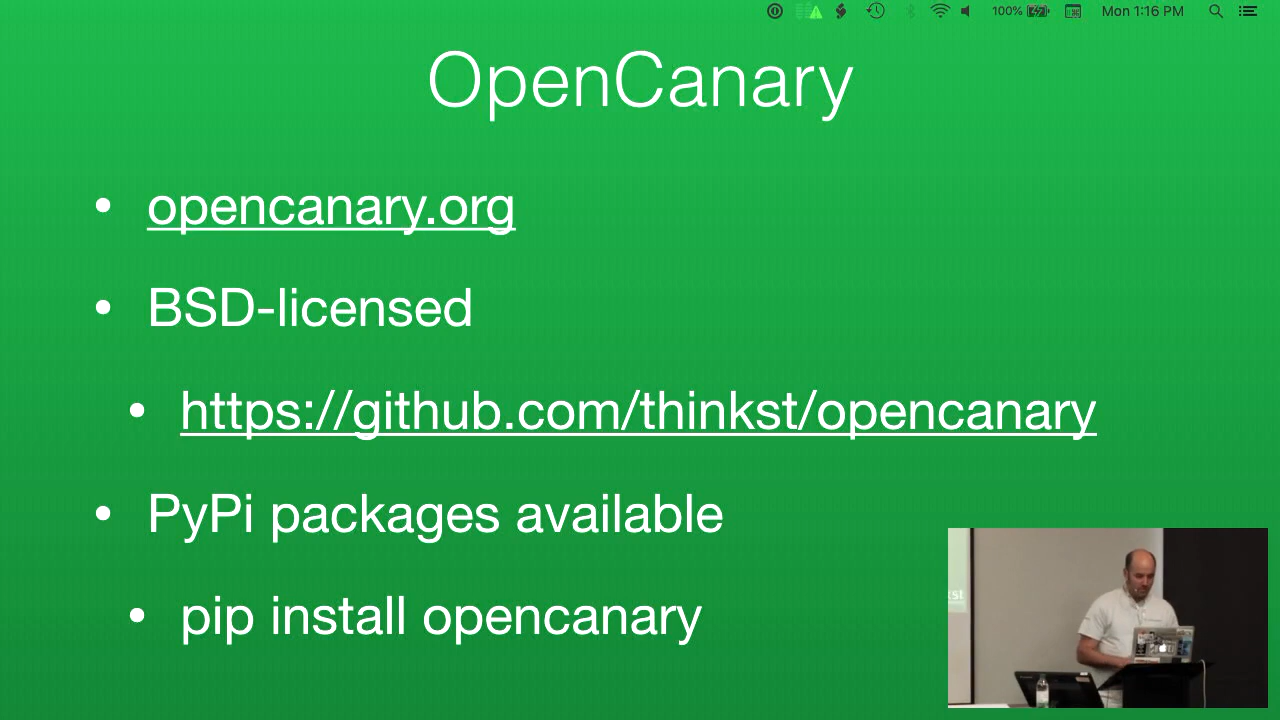 100% Mon 1:16 PM
OpenCanary
• opencanary.org
• BSD-licensed
• https://github.com/thinkst/opencanary
• PyPi packages available
• pip install opencanary
kst